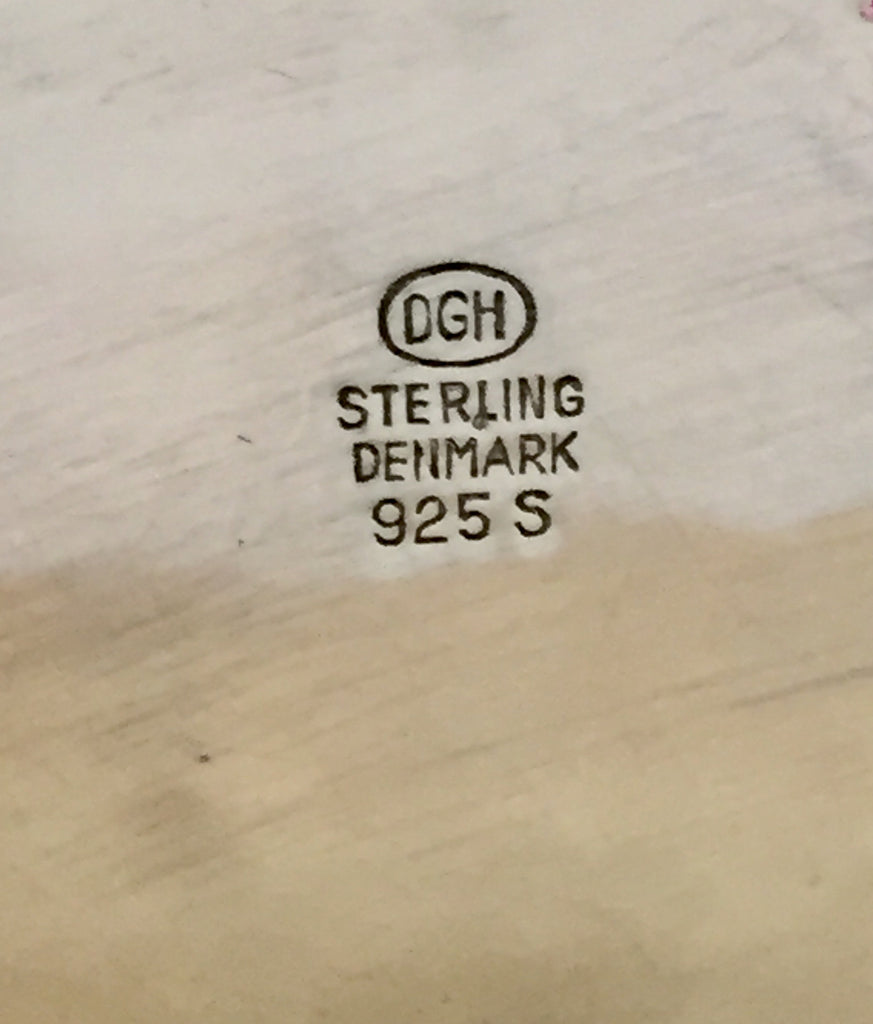 DGH
STERLING
DENMARK
925 S